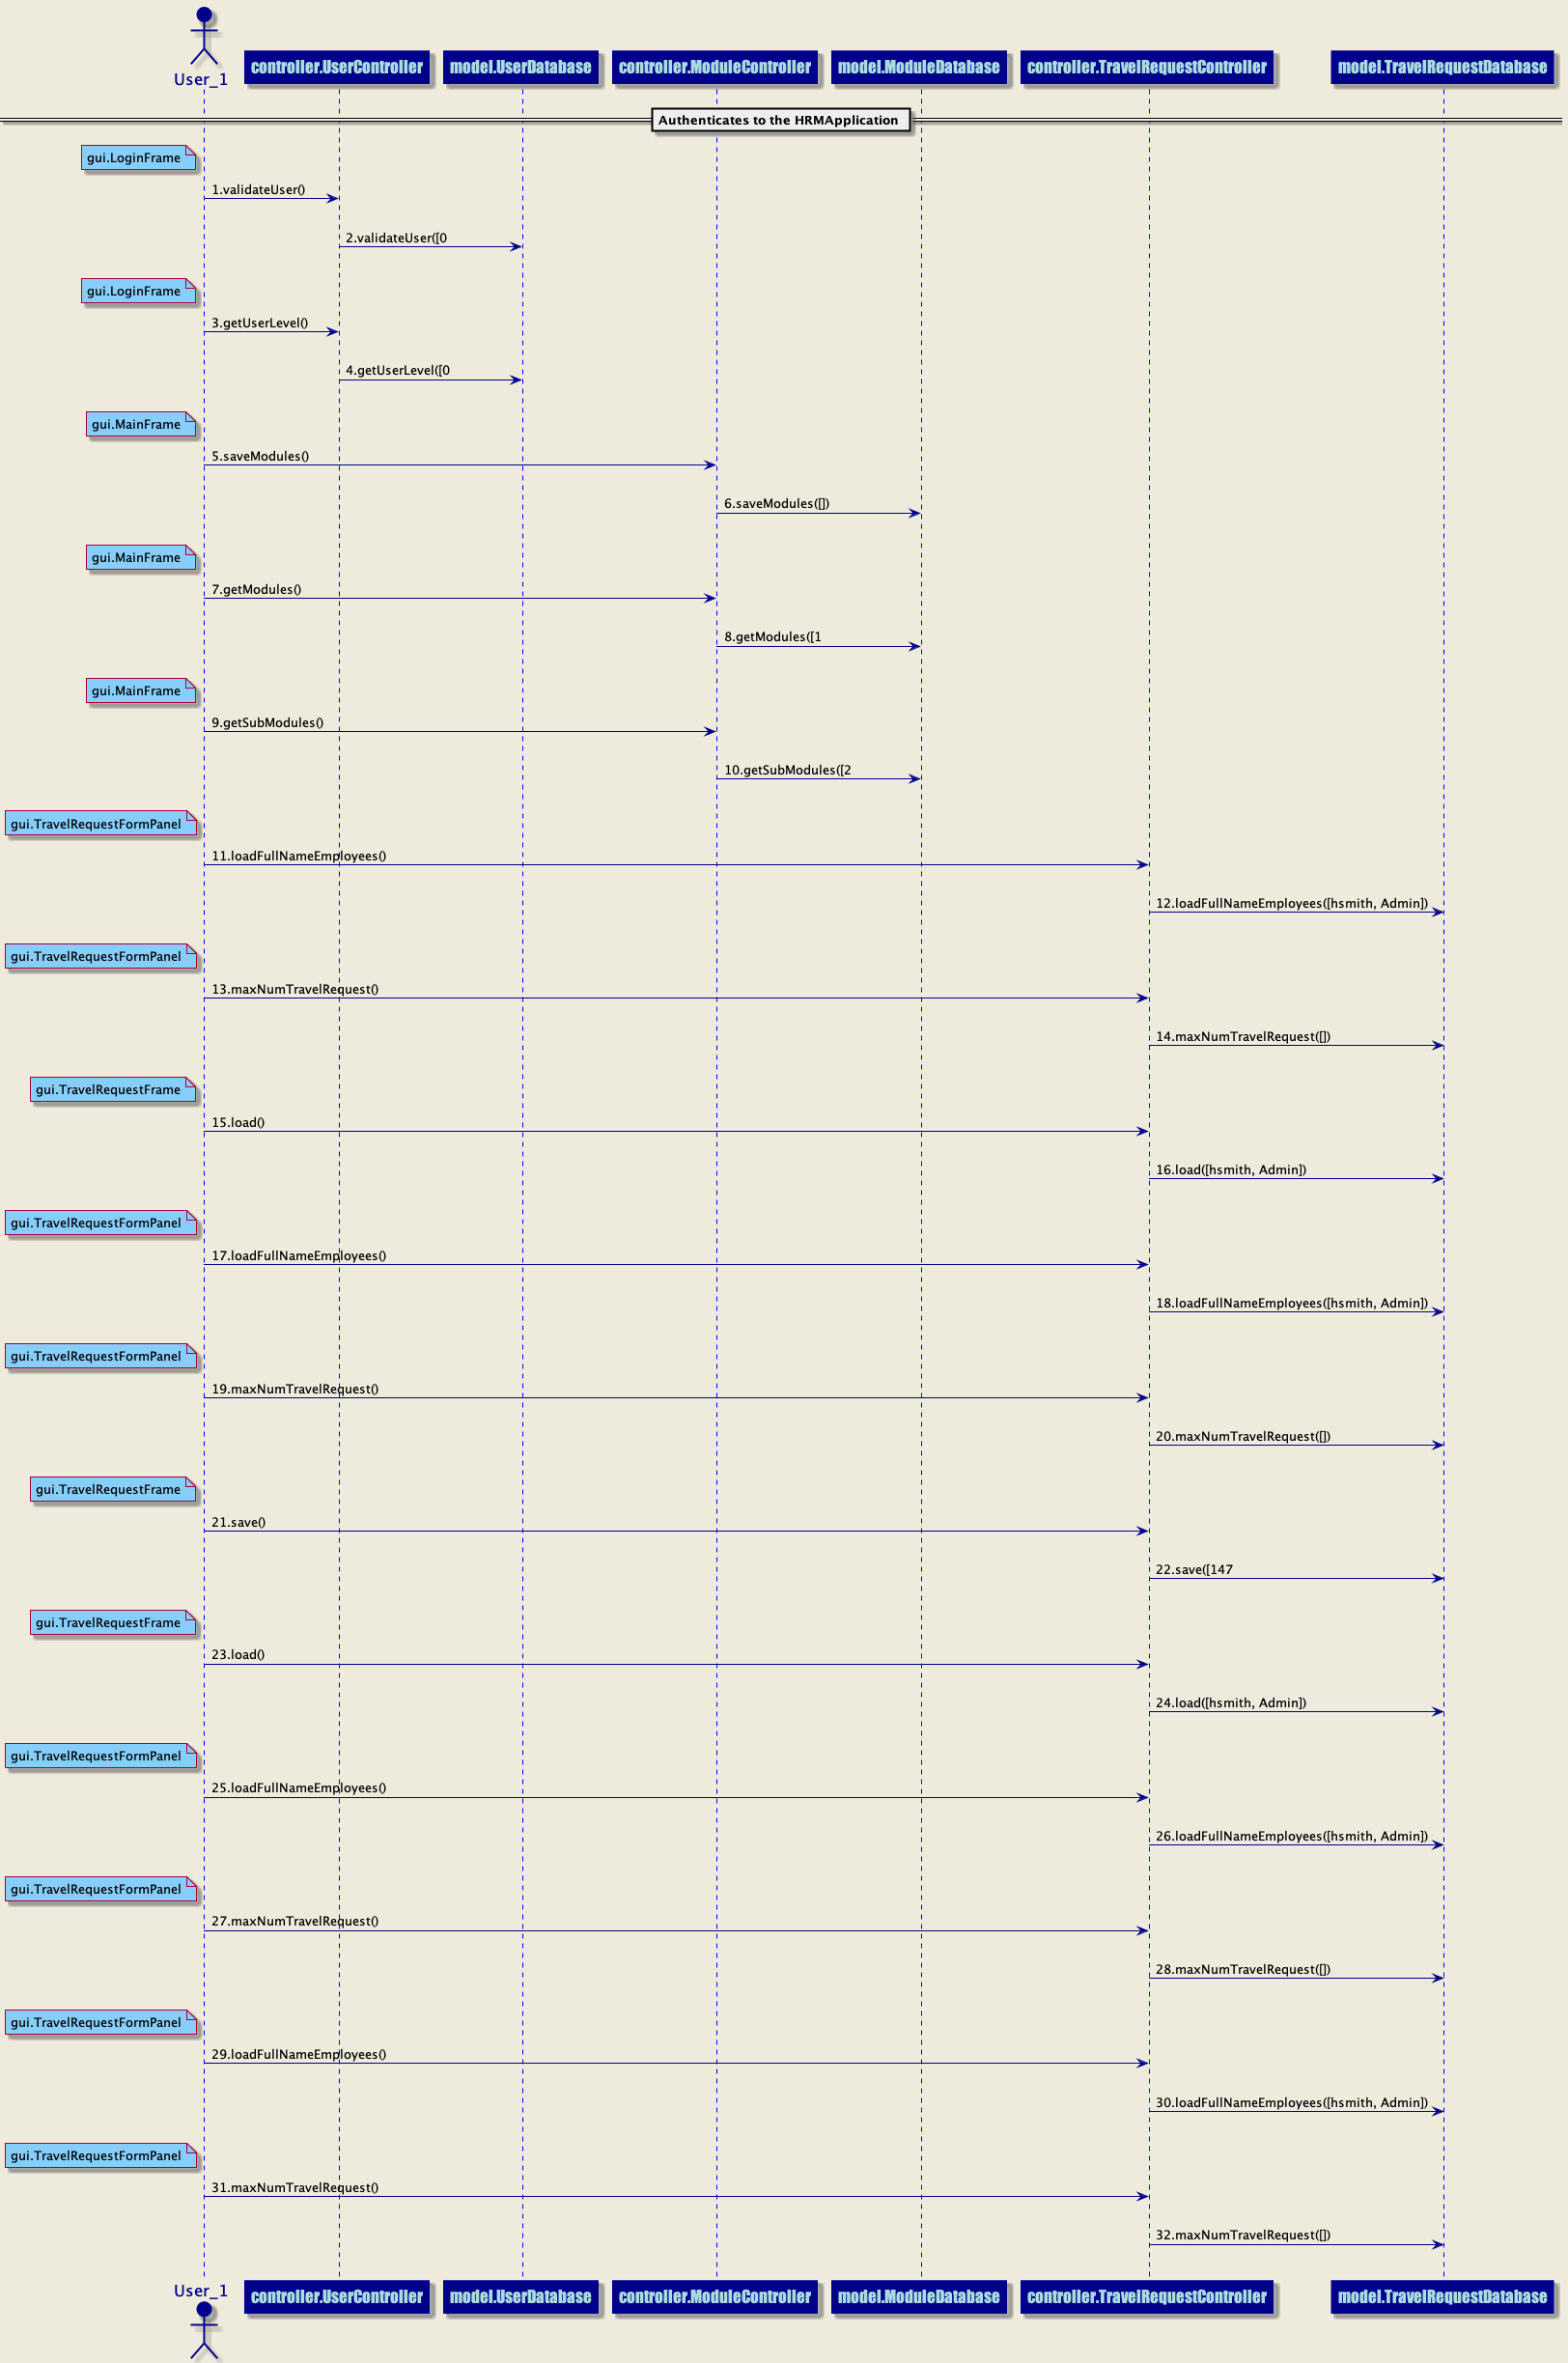 User_1
controller.UserController
model.UserDatabase
controller.ModuleController
model.ModuleDatabase
controller.TravelRequestController
model.TravelRequestDatabase
Authenticates to the HRMApplication
gui.LoginFrame
1.validateUser()
2.validateUser([0
gui.LoginFrame
3.getUserLevel()
4.getUserLevel([0
gui.MainFrame
5.saveModules()
6.saveModules([])
gui.MainFrame
7.getModules()
8.getModules([1
gui.MainFrame
9.getSubModules()
10.getSubModules([2
gui.TravelRequestFormPanel
11.loadFullNameEmployees()
12.loadFullNameEmployees([hsmith, Admin])
gui.TravelRequestFormPanel
13.maxNumTravelRequest()
14.maxNumTravelRequest([])
gui.TravelRequestFrame
15.load()
16.load([hsmith, Admin])
gui.TravelRequestFormPanel
17.loadFullNameEmployees()
18.loadFullNameEmployees([hsmith, Admin])
gui.TravelRequestFormPanel
19.maxNumTravelRequest()
20.maxNumTravelRequest([])
gui.TravelRequestFrame
21.save()
22.save([147
gui.TravelRequestFrame
23.load()
24.load([hsmith, Admin])
gui.TravelRequestFormPanel
25.loadFullNameEmployees()
26.loadFullNameEmployees([hsmith, Admin])
gui.TravelRequestFormPanel
27.maxNumTravelRequest()
28.maxNumTravelRequest([])
gui.TravelRequestFormPanel
29.loadFullNameEmployees()
30.loadFullNameEmployees([hsmith, Admin])
gui.TravelRequestFormPanel
31.maxNumTravelRequest()
32.maxNumTravelRequest([])
User_1
controller.UserController
model.UserDatabase
controller.ModuleController
model.ModuleDatabase
controller.TravelRequestController
model.TravelRequestDatabase